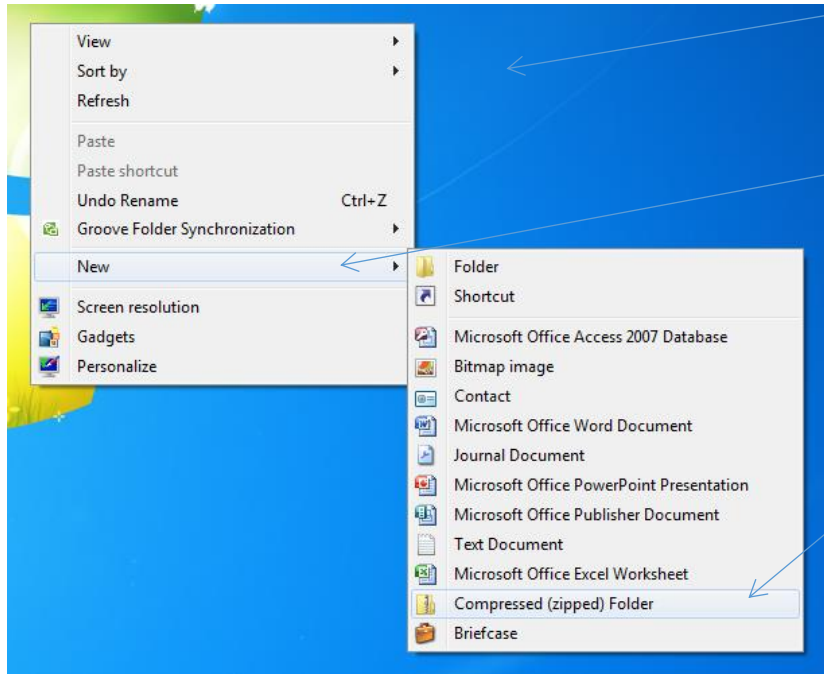 View
Sort by
Refresh
Paste
Paste shortcut
Undo Rename Ctrl+Z
Groove Folder Synchronization
New
Screen resolution
Gadgets
Personalize
Folder
Shortcut
Microsoft Office Access 2007 Database
Bitmap image
Contact
Microsoft Office Word Document
Journal Document
Microsoft Office PowerPoint Presentation
Microsoft Office Publisher Document
Text Document
Microsoft Office Excel Worksheet
Compressed (zipped) Folder
Briefcase